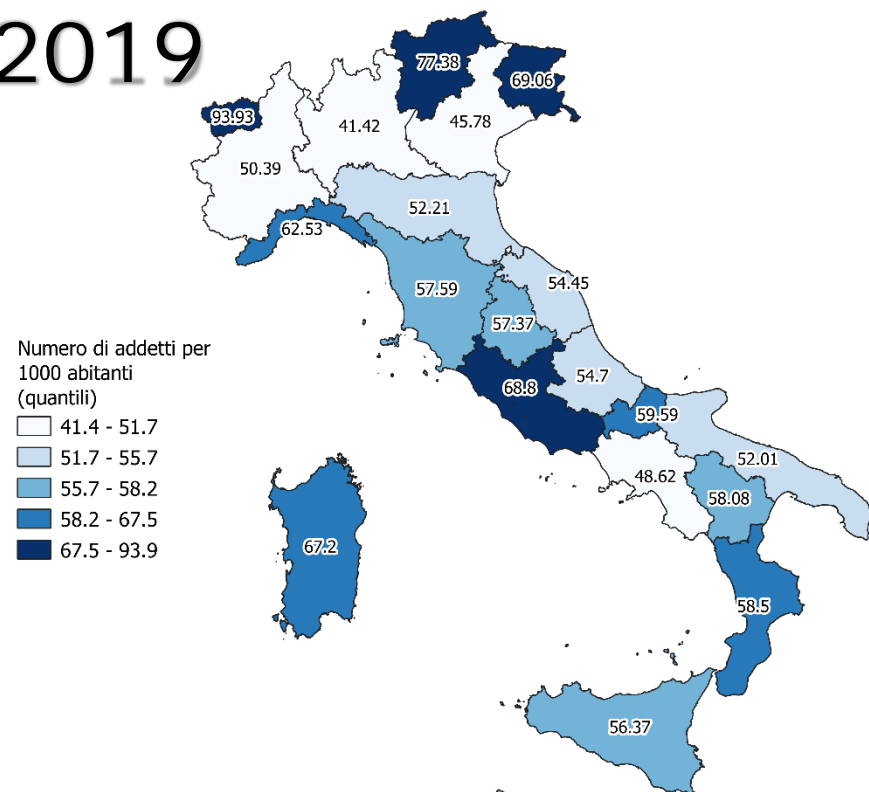 2019
77.38
69.06
93.93
41.42
45.78
50.39
52.21
62.53
54.45
57.59
57.37
54.7
68.8
59.59
52.01
48.62
58.08
67.2
58.5
56.37
Numero di addetti per
1000 abitanti
(quantili)
41.4 - 51.7
51.7 - 55.7
55.7 - 58.2
58.2 - 67.5
67.5 - 93.9